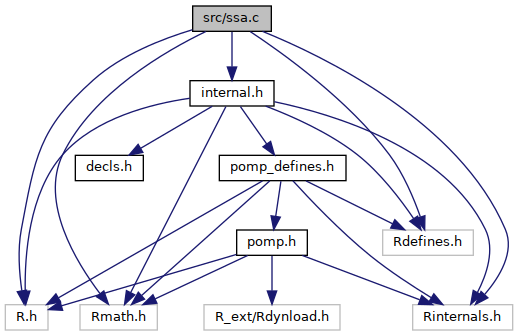 src/ssa.c
internal.h
decls.h
pomp_defines.h
pomp.h
Rdefines.h
R.h
Rmath.h
R_ext/Rdynload.h
Rinternals.h